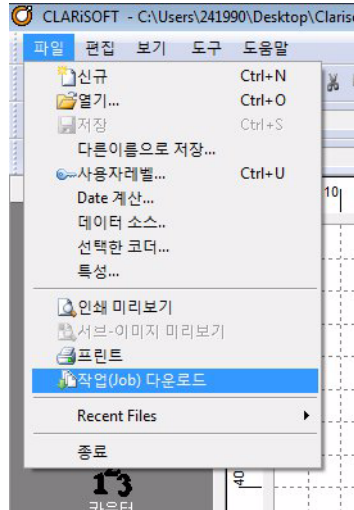 CLARiSOFT - C:\Users\241990\Desktop\Claris
파일 편집 보기 도구 도움말
신규 Ctrl+N
열기... Ctrl+O
저장 Ctrl+S
다른이름으로 저장...
사용자레벨... Ctrl+U
Date 계산...
10
데이터 소스..
선택한 코더...
특성...
인쇄 미리보기
서브-이미지 미리보기
프린트
작업(Job) 다운로드
Recent Files
종료
40
123
카운터